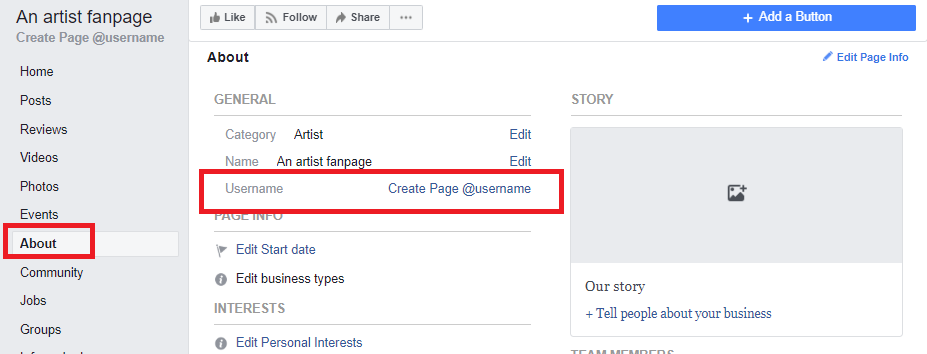 An artist fanpage
Create Page @username
Home
Posts
Reviews
Videos
Photos
Events
About
Community
Jobs
Groups
Like
Follow
Share
+ Add a Button
About
Edit Page Info
GENERAL
Category Artist Edit
Name An artist fanpage Edit
Username Create Page @username
PAGE INFO
Edit Start date
Edit business types
INTERESTS
Edit Personal Interests
STORY
Our story
+ Tell people about your business
TEAM MEMBERS